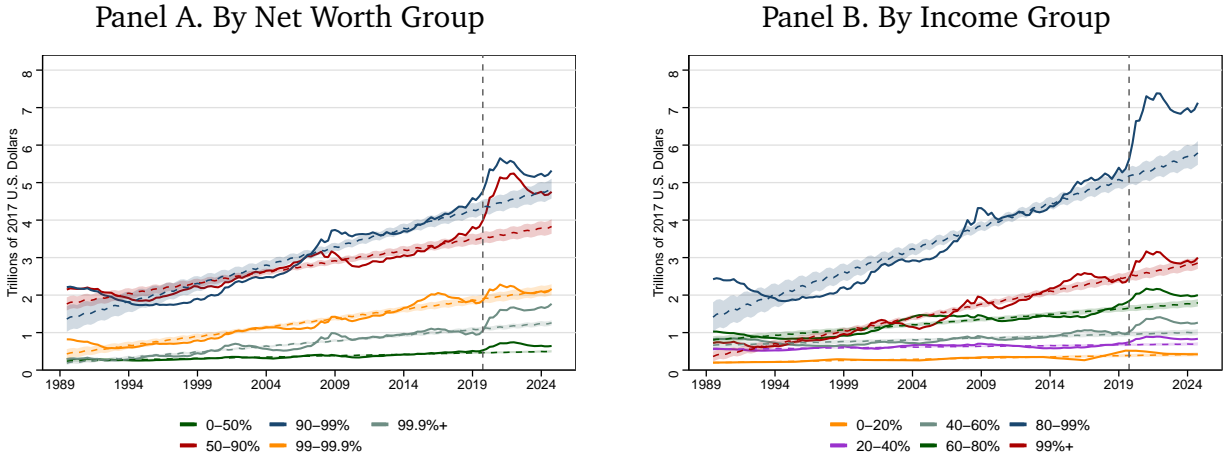 Panel A. By Net Worth Group
Trillions of 2017 U.S. Dollars
8
7
6
5
4
3
2
1
0
1989 1994 1999 2004 2009 2014 2019 2024
0−50% 90−99% 99.9%+
50−90% 99−99.9%
Panel B. By Income Group
Trillions of 2017 U.S. Dollars
8
7
6
5
4
3
2
1
0
1989 1994 1999 2004 2009 2014 2019 2024
0−20% 40−60% 80−99%
20−40% 60−80% 99%+